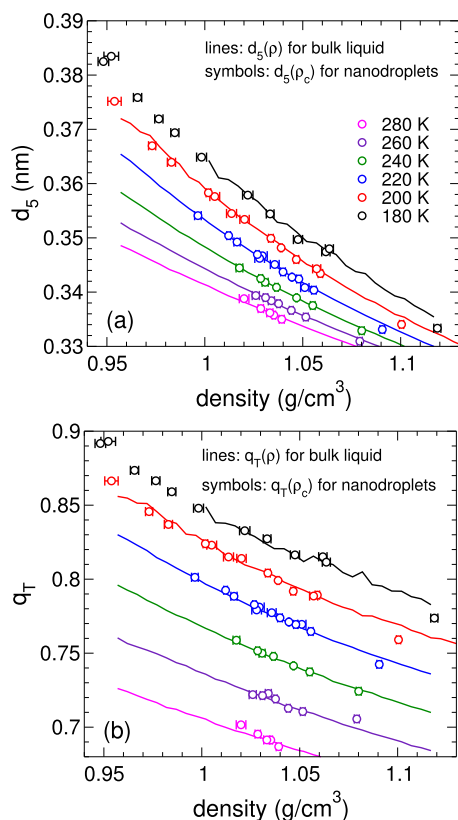 0.39
lines: d5(ρ) for bulk liquid
symbols: d5(ρc) for nanodroplets
0.38
280 K
0.37
260 K
240 K
220 K
0.36
200 K
180 K
d5 (nm)
0.35
0.34
(a)
0.33
0.95 1 1.05 1.1
density (g/cm3)
0.9
lines: qT(ρ) for bulk liquid
symbols: qT(ρc) for nanodroplets
0.85
0.8
qT
0.75
0.7
(b)
0.95 1 1.05 1.1
density (g/cm3)